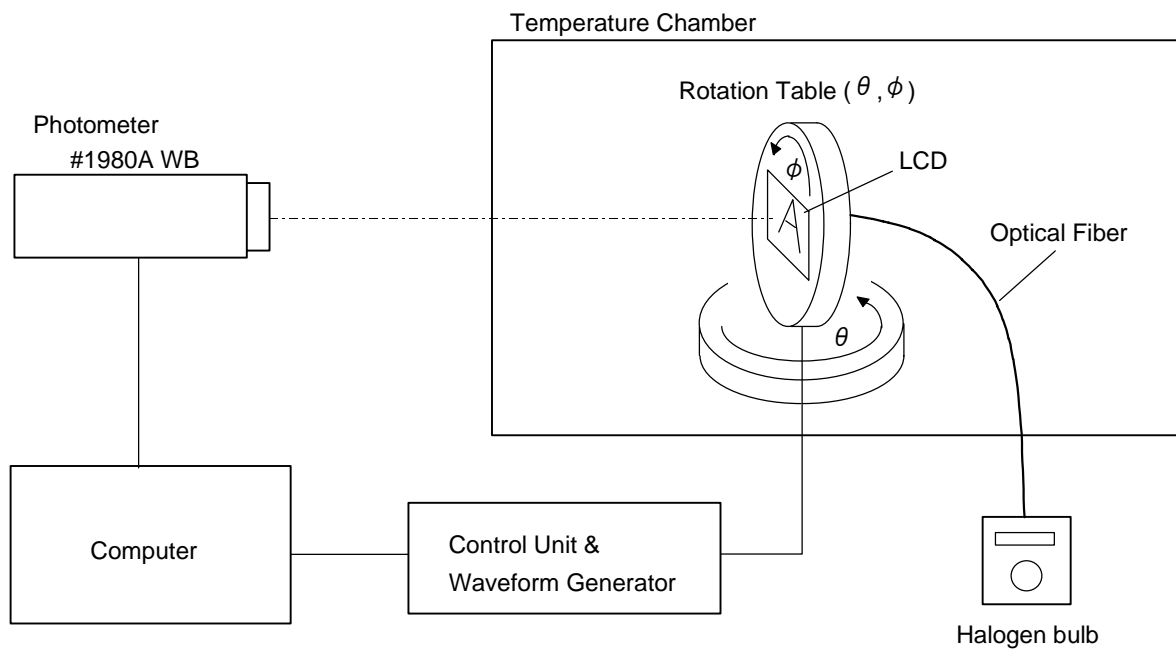 Temperature Chamber
Rotation Table ( θ , φ )
Photometer
#1980A WB
φ
LCD
A
Optical Fiber
θ
Computer
Control Unit &
Waveform Generator
Halogen bulb